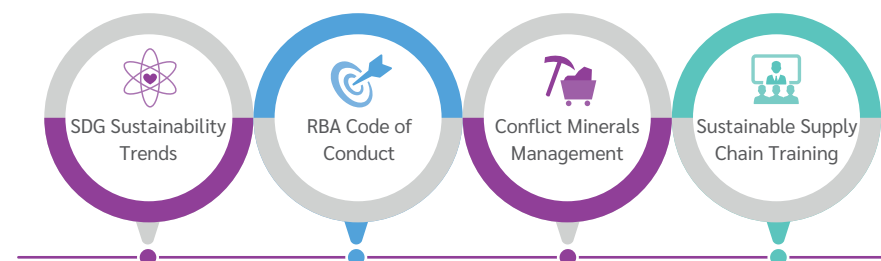 SDG Sustainability
Trends
RBA Code of
Conduct
Conflict Minerals
Management
Sustainable Supply
Chain Training